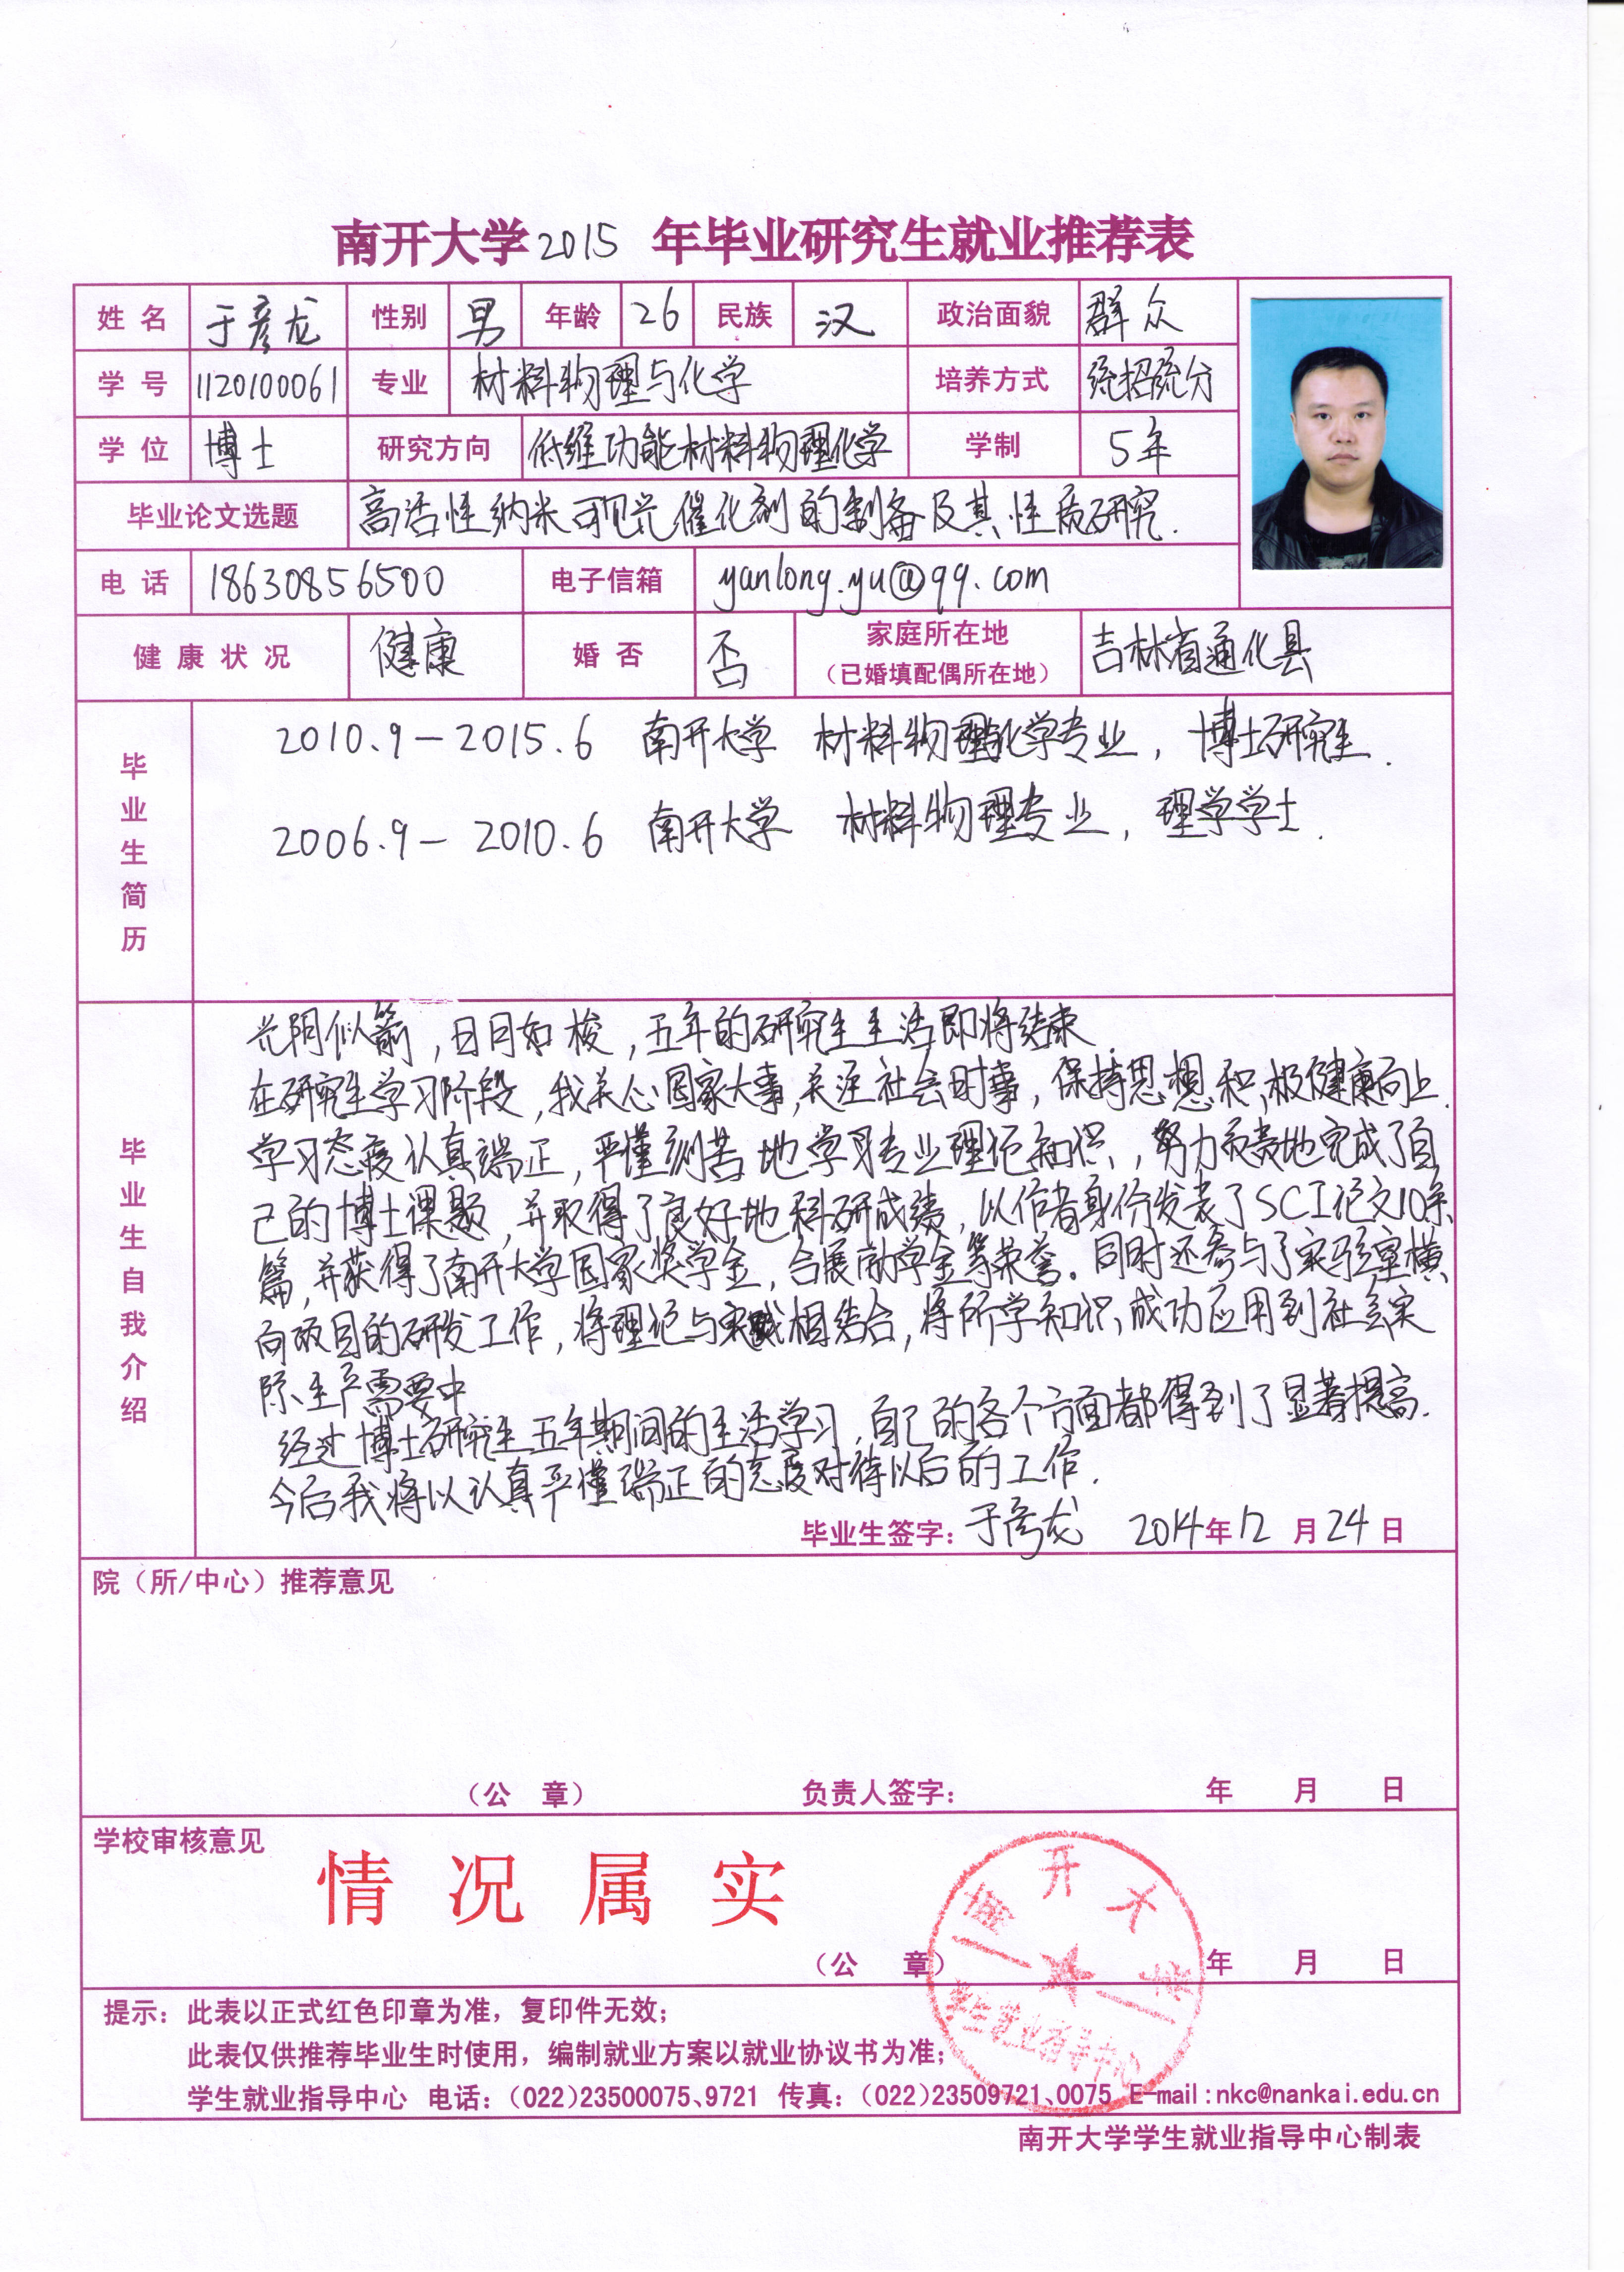 南开大学2015 年毕业研究生就业推荐表
姓 名 于彦龙 性别 男 年龄 26 民族 汉 政治面貌 群众
学 号 1120100061 专业 材料物理与化学 培养方式 统招统分
学 位 博士 研究方向 低维功能材料物理化学 学制 5年
毕业论文选题 高活性纳米可见光催化剂的制备及其性质研究.
电 话 18630856500 电子信箱 yanlong.yu@qq.com
健 康 状 况 健康 婚 否 否 家庭所在地 吉林省通化县
（已婚填配偶所在地）
毕业生简历
2010.9-2015.6 南开大学 材料物理与化学专业，博士研究生.
2006.9-2010.6 南开大学 材料物理专业，理学学士.
毕业生自我介绍
光阴似箭，日月如梭，五年的研究生生活即将结束.
在研究生学习阶段，我关心国家大事，关注社会时事，保持思想积极健康向上.
学习态度认真端正，严谨刻苦地学习专业理论知识，努力负责地完成了自
己的博士课题，并取得了良好地科研成绩，以作者身份发表了SCI论文10余
篇，并获得了南开大学国家奖学金，合展助学金等荣誉。同时还参与了实验室横
向项目的研发工作，将理论与实践相结合，将所学知识成功应用到社会实
际生产需要中
经过博士研究生五年期间的生活学习，自己的各个方面都得到了显著提高.
今后我将以认真严谨端正的态度对待以后的工作.
毕业生签字：于彦龙 2014年12月24日
院（所/中心）推荐意见
（公 章） 负责人签字： 年 月 日
学校审核意见
情况属实
（公 章） 年 月 日
南开大学
学生就业指导中心
提示：此表以正式红色印章为准，复印件无效；
此表仅供推荐毕业生时使用，编制就业方案以就业协议书为准；
学生就业指导中心 电话：（022）23500075、9721 传真：（022）23509721、0075 E-mail:nkc@nankai.edu.cn
南开大学学生就业指导中心制表